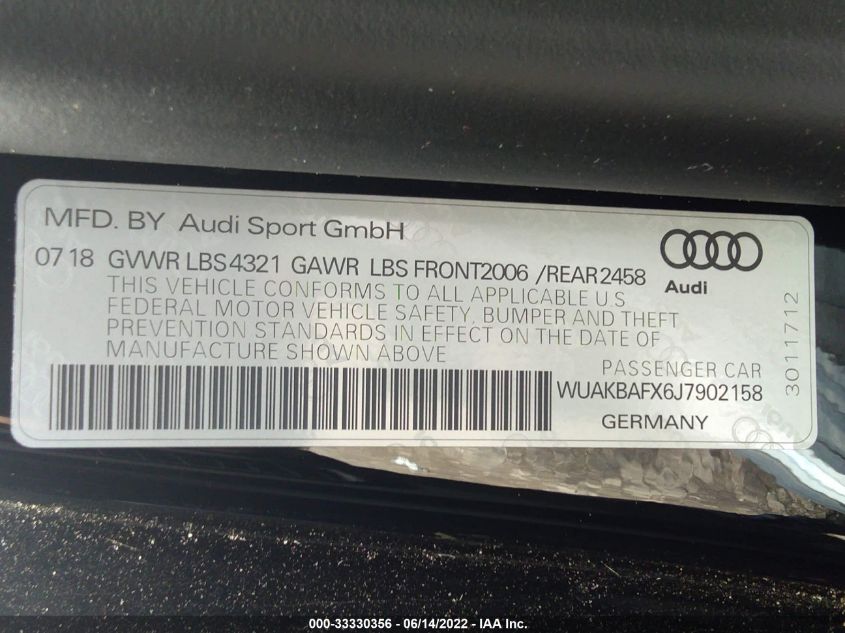 MFD. BY Audi Sport GmbH
07 18 GVWR LBS 4321 GAWR LBS FRONT2006 /REAR 2458
THIS VEHICLE CONFORMS TO ALL APPLICABLE U.S.
FEDERAL MOTOR VEHICLE SAFETY, BUMPER AND THEFT
PREVENTION STANDARDS IN EFFECT ON THE DATE OF
MANUFACTURE SHOWN ABOVE
Audi
3011712
PASSENGER CAR
WUAKBAFX6J7902158
GERMANY
000-33330356 - 06/14/2022 - IAA Inc.